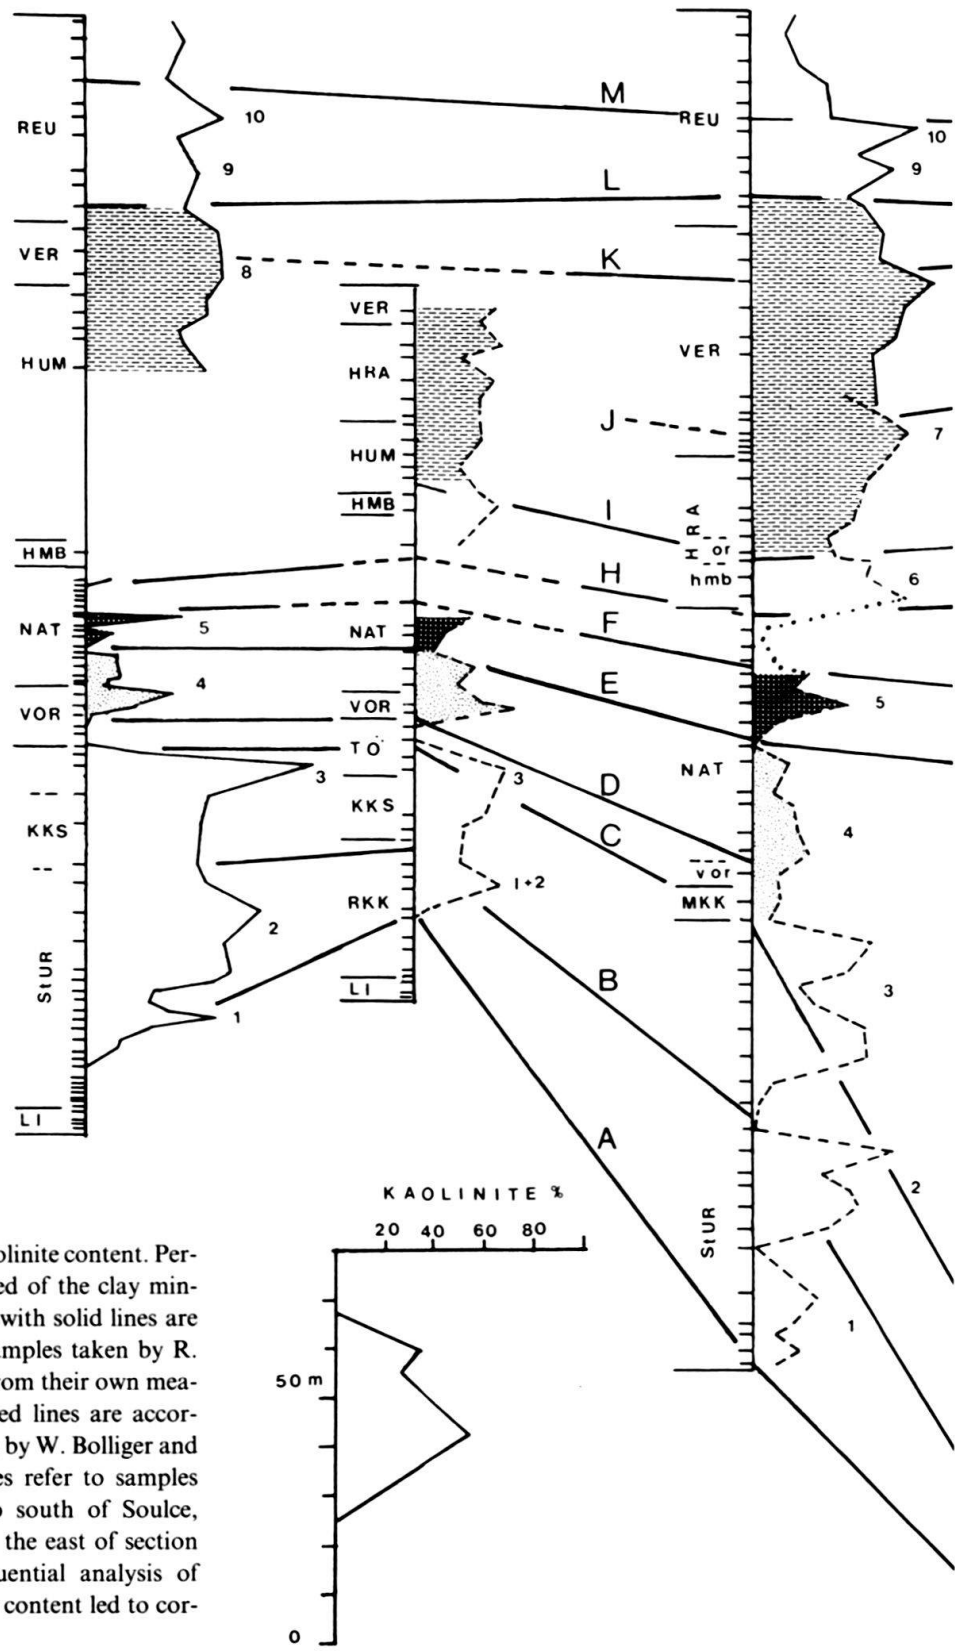 M
REU
REU
10
10
9
9
L
VER
K
8
VER
HUM
VER
HRA
J
7
HUM
HMB
I
HRA
or
HMB
H
hmb
6
NAT
5
NAT
F
4
E
5
VOR
VOR
TO
3
3
D
NAT
KKS
KKS
C
4
vor
1+2
MKK
RKK
2
B
3
StUR
LI
1
LI
A
2
KAOLINITE %
StUR
20 40 60 80
1
50 m
0
olinite content. Per-
ed of the clay min-
with solid lines are
mples taken by R.
rom their own mea-
ed lines are accor-
by W. Bolliger and
es refer to samples
o south of Soulce,
the east of section
uential analysis of
content led to cor-